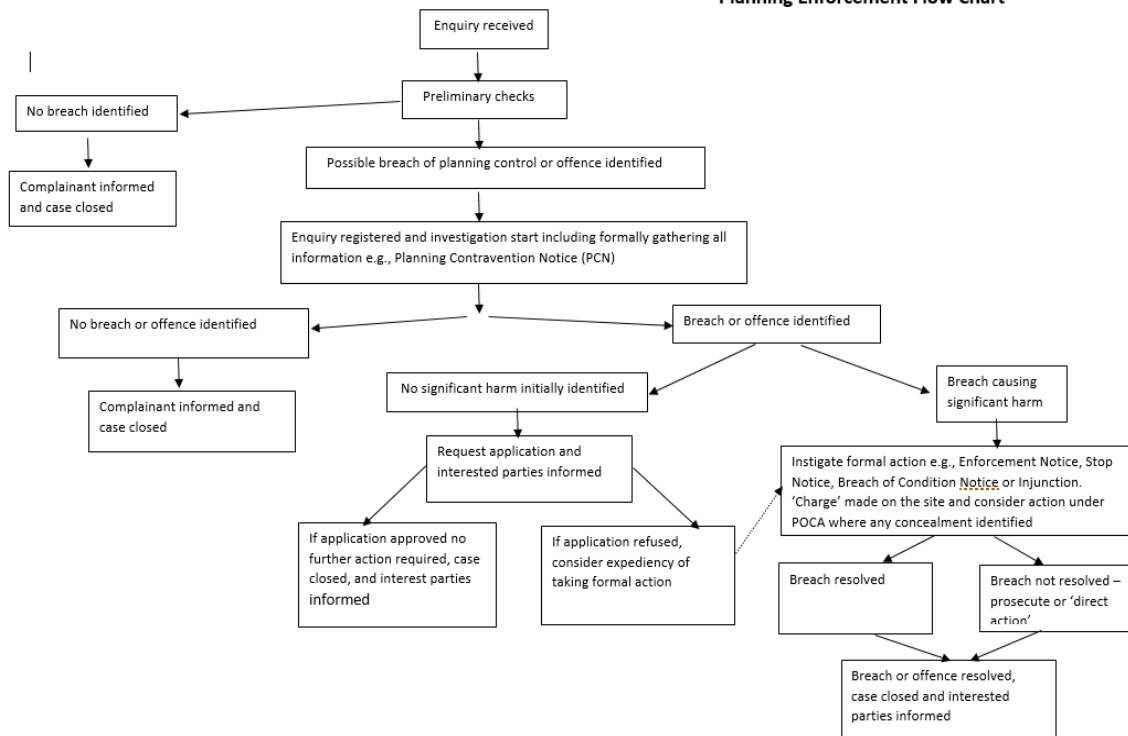 Planning Enforcement Flow Chart
Enquiry received
Preliminary checks
No breach identified
Possible breach of planning control or offence identified
Complainant informed
and case closed
Enquiry registered and investigation start including formally gathering all
information e.g., Planning Contravention Notice (PCN)
No breach or offence identified
Breach or offence identified
No significant harm initially identified
Breach causing
significant harm
Complainant informed and
case closed
Request application and
interested parties informed
Instigate formal action e.g., Enforcement Notice, Stop
Notice, Breach of Condition Notice or Injunction.
‘Charge’ made on the site and consider action under
POCA where any concealment identified
If application approved no
further action required, case
closed, and interest parties
informed
If application refused,
consider expediency of
taking formal action
Breach resolved
Breach not resolved –
prosecute or ‘direct
action’
Breach or offence resolved,
case closed and interested
parties informed